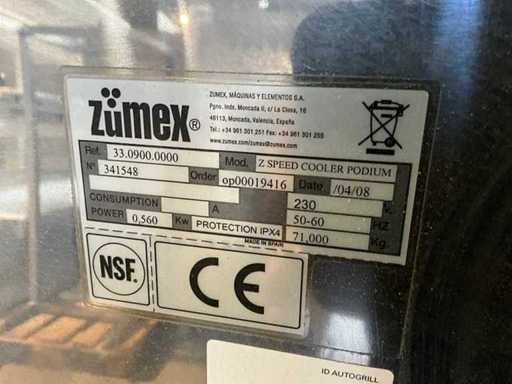 zümex®
ZUMEX, MÁQUINAS Y ELEMENTOS S.A.
Pgno. Indr. Moncada II, c/ La Closa, 16
46113, Moncada, Valencia, España
Tel.: +34 961 301 251 Fax +34 961 301 255
www.zumex.com/zumex@zumex.com
Ref. 33.0900.0000 Mod. Z SPEED COOLER PODIUM
Nº 341548 Order op00019416 Date /04/08
CONSUMPTION A 230 V.
POWER 0,560 Kw PROTECTION IPX4 50-60 HZ
MADE IN SPAIN 71,000 Kg.
NSF.
CE
ID AUTOGRILL